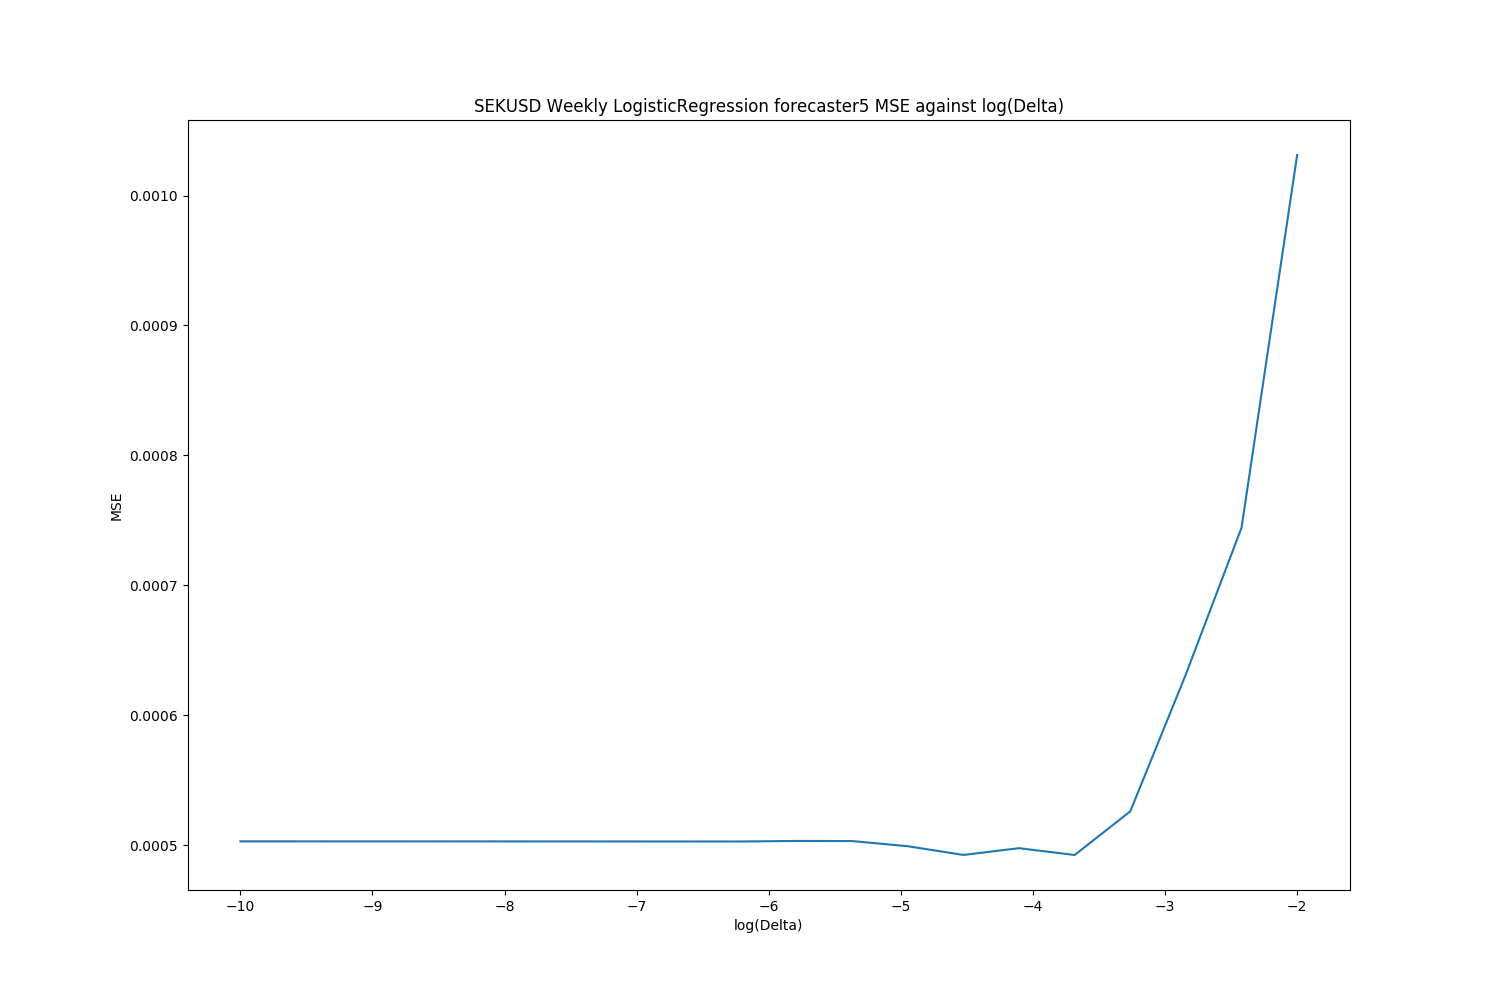 SEKUSD Weekly LogisticRegression forecaster5 MSE against log(Delta)
0.0010
0.0009
0.0008
0.0007
0.0006
0.0005
MSE
−10 −9 −8 −7 −6 −5 −4 −3 −2
log(Delta)